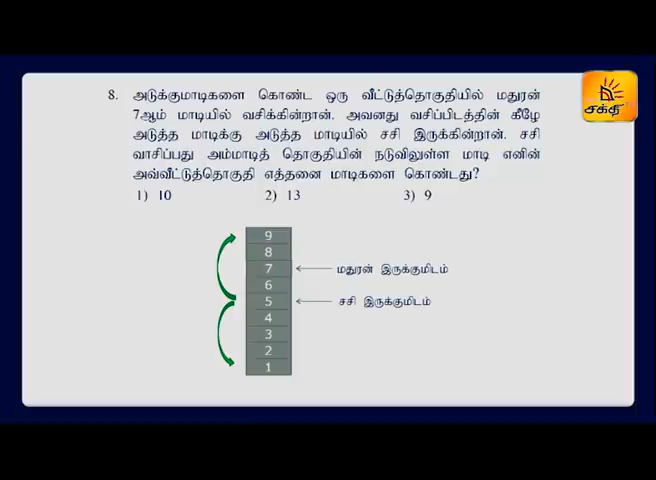 8. அடுக்குமாடிகளை கொண்ட ஒரு வீட்டுத்தொகுதியில் மதுரன்
7ஆம் மாடியில் வசிக்கின்றான். அவனது வசிப்பிடத்தின் கீழே
அடுத்த மாடிக்கு அடுத்த மாடியில் சசி இருக்கின்றான். சசி
வாசிப்பது அம்மாடித் தொகுதியின் நடுவிலுள்ள மாடி எனின்
அவ்வீட்டுத்தொகுதி எத்தனை மாடிகளை கொண்டது?
1) 10 2) 13 3) 9
சக்தி
9
8
7 மதுரன் இருக்குமிடம்
6
5 சசி இருக்குமிடம்
4
3
2
1